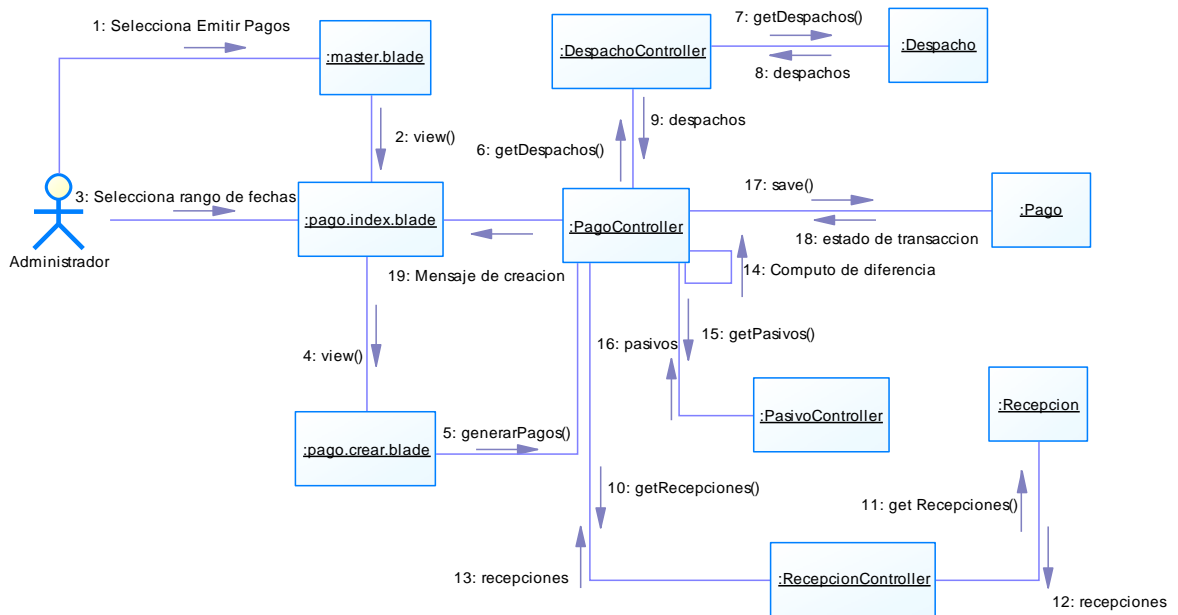 1: Selecciona Emitir Pagos
:master.blade
2: view()
3: Selecciona rango de fechas
Administrador
:pago.index.blade
4: view()
:pago.crear.blade
5: generarPagos()
6: getDespachos()
:DespachoController
7: getDespachos()
8: despachos
:Despacho
9: despachos
:PagoController
17: save()
18: estado de transaccion
:Pago
19: Mensaje de creacion
14: Computo de diferencia
15: getPasivos()
16: pasivos
:PasivoController
10: getRecepciones()
13: recepciones
:RecepcionController
11: get Recepciones()
12: recepciones
:Recepcion